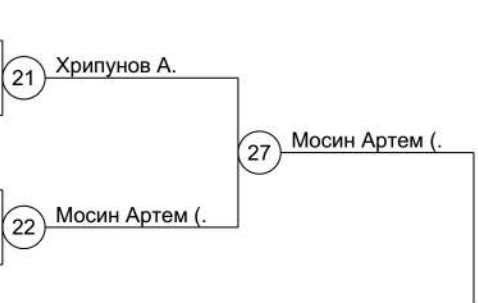 21 Хрипунов А.
27 Мосин Артем (.
22 Мосин Артем (.